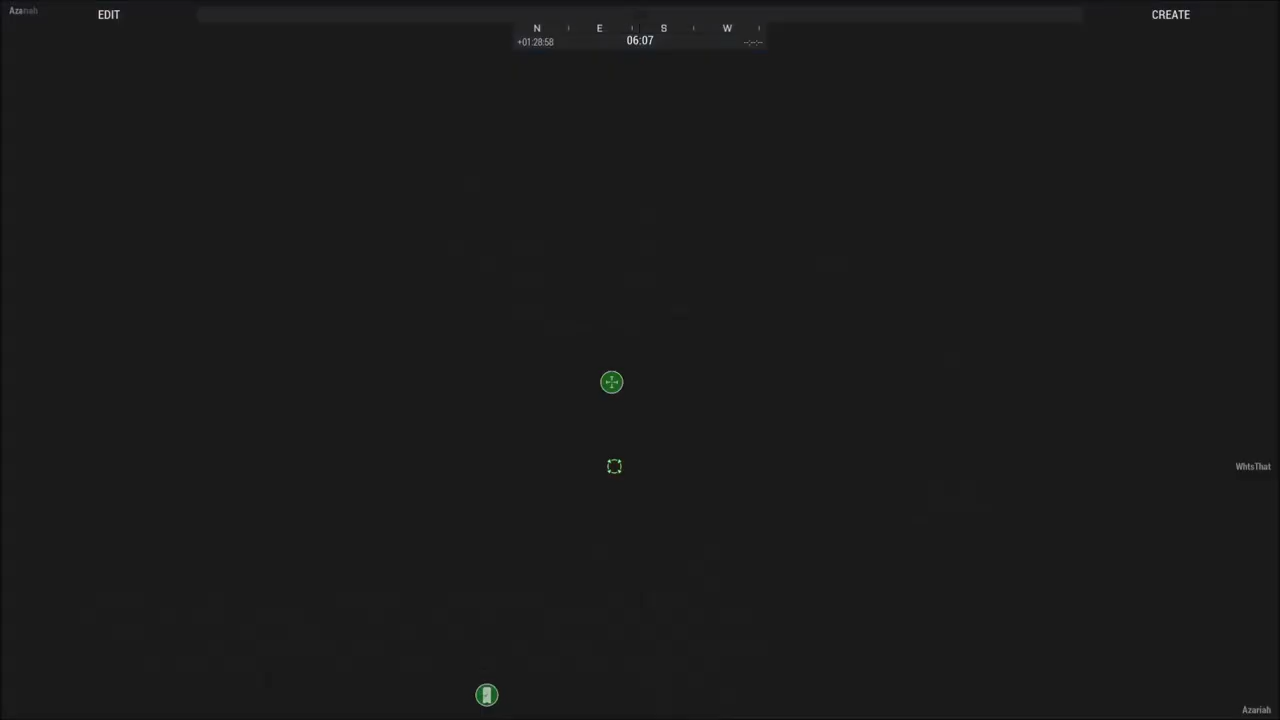 Azariah
EDIT
CREATE
N E S W
+01:28:58
06:07
--:--:--
WhtsThat
Azariah